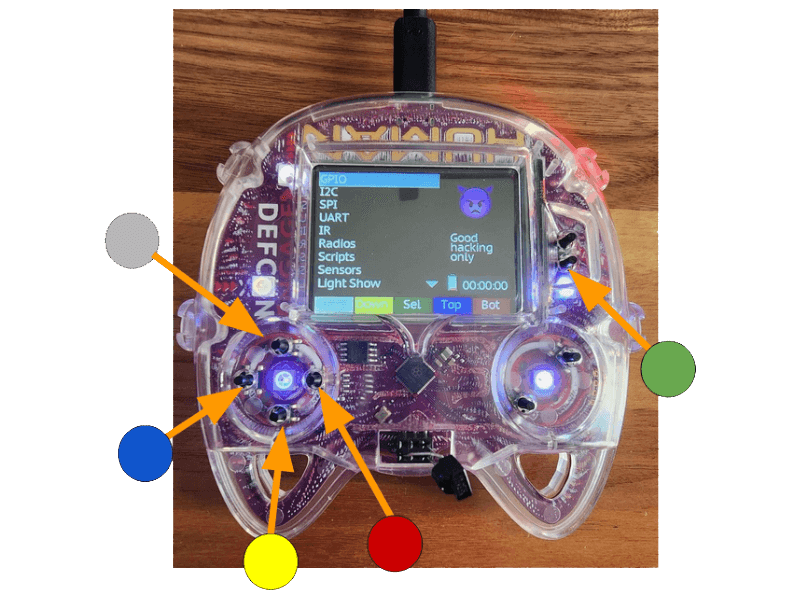 HUMAN
GPIO
I2C
SPI
UART
IR
Radios
Scripts
Sensors
Light Show
Good
hacking
only
00:00:00
Sel Top Bot
DEFCON